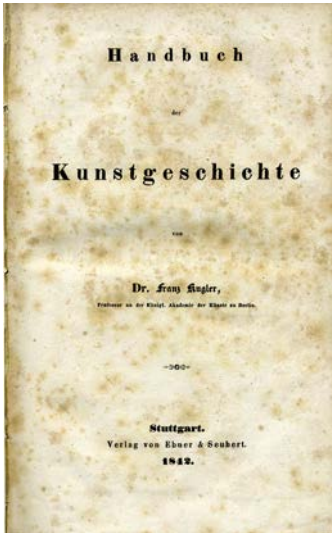 Handbuch
der
Kunstgeschichte
von
Dr. Franz Kugler,
Professor an der Königl. Akademie der Künste zu Berlin.
Stuttgart.
Verlag von Ebner & Seubert.
1842.